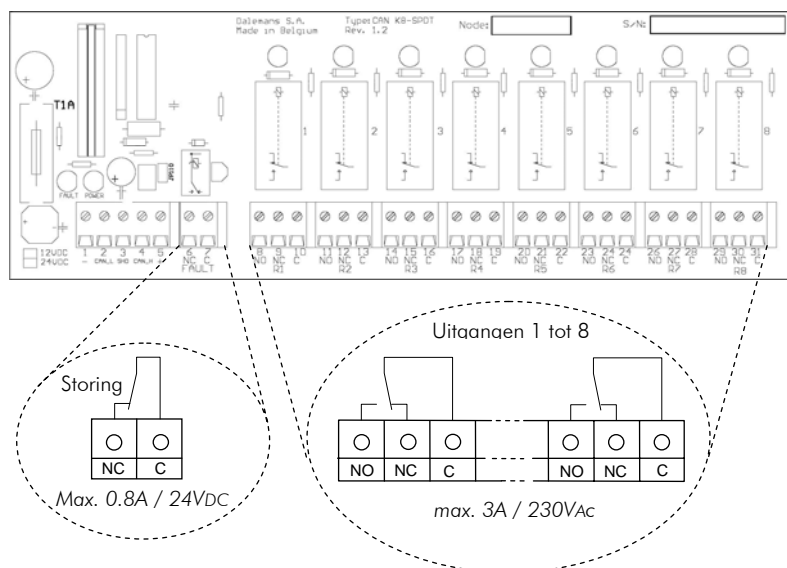 Dalemans S.A. Type:CAN K8-SPDT Node: S/N:
Made in Belgium Rev. 1.2
T1A
1 2 3 4 5 6 7 8
JP110
FAULT POWER
12VDC
24VDC
1 2 3 4 5 6 7 8 9 10 11 12 13 14 15 16 17 18 19 20 21 22 23 24 24 26 27 28 29 30 31
- CAN_L CAN_H NC C NO NC C NO NC C NO NC C NO NC C NO NC C NO NC C NO NC C NO NC C
FAULT R1 R2 R3 R4 R5 R6 R7 R8
Storing
NC C
Max. 0.8A / 24VDC
Uitgangen 1 tot 8
NO NC C NO NC C
max. 3A / 230VAC